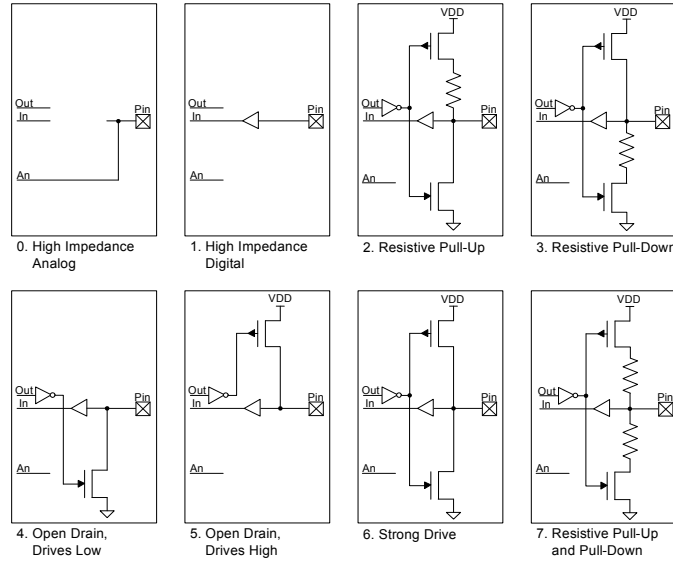 Out
In
An
Pin
0. High Impedance
Analog
Out
In
An
Pin
1. High Impedance
Digital
VDD
Out
In
An
Pin
2. Resistive Pull-Up
VDD
Out
In
An
Pin
3. Resistive Pull-Down
Out
In
An
Pin
4. Open Drain,
Drives Low
VDD
Out
In
An
Pin
5. Open Drain,
Drives High
VDD
Out
In
An
Pin
6. Strong Drive
VDD
Out
In
An
Pin
7. Resistive Pull-Up
and Pull-Down